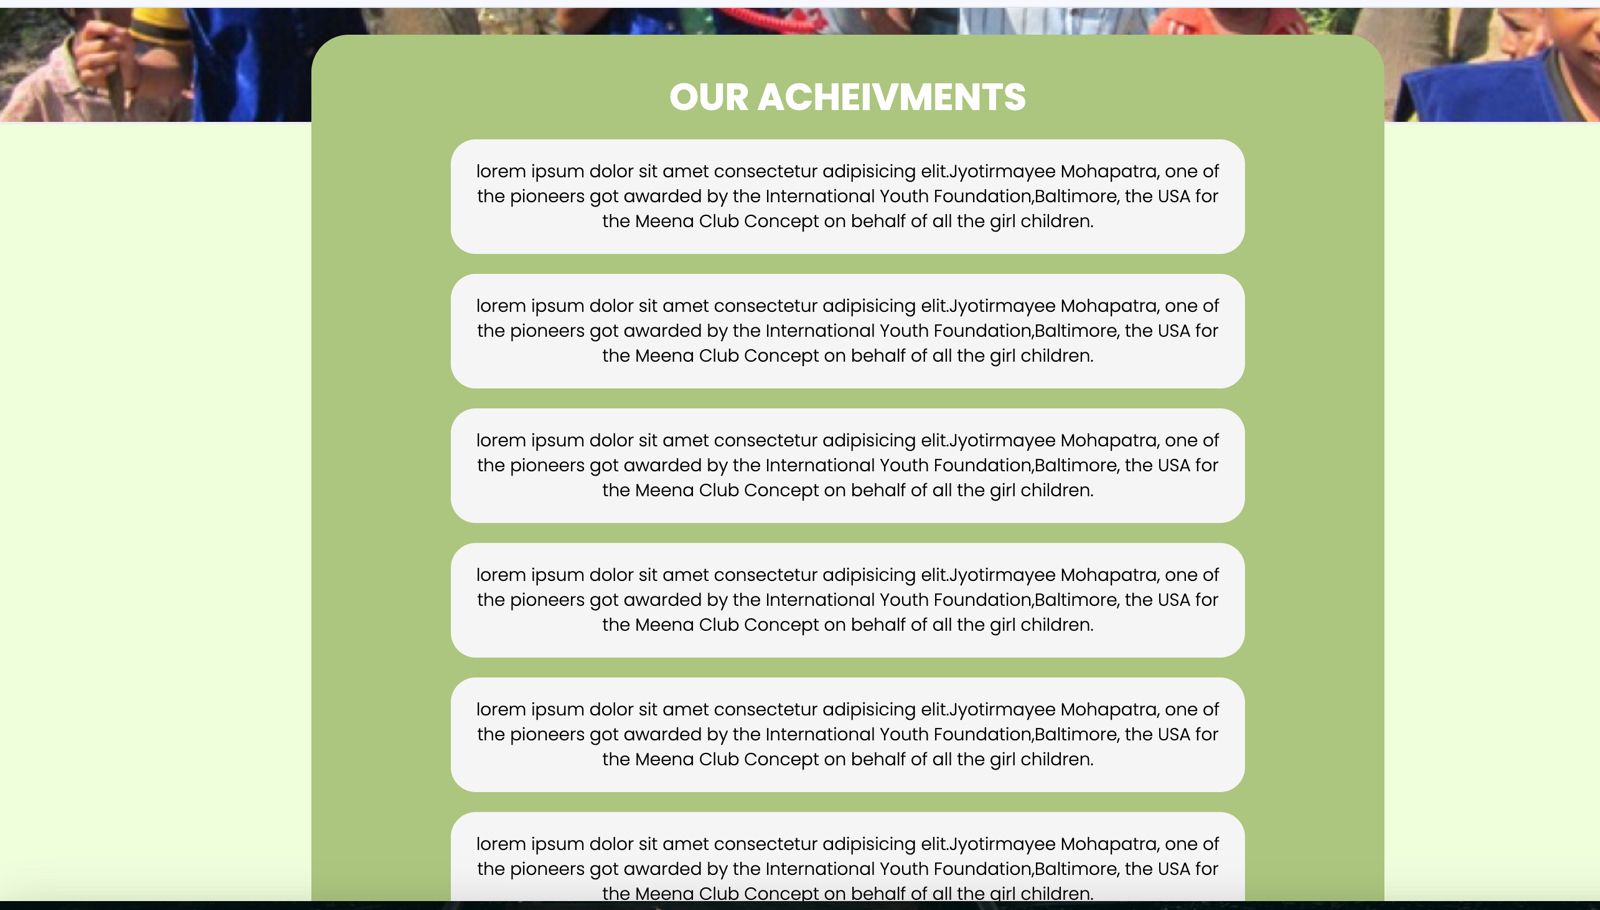 OUR ACHEIVMENTS
lorem ipsum dolor sit amet consectetur adipisicing elit.Jyotirmayee Mohapatra, one of
the pioneers got awarded by the International Youth Foundation,Baltimore, the USA for
the Meena Club Concept on behalf of all the girl children.
lorem ipsum dolor sit amet consectetur adipisicing elit.Jyotirmayee Mohapatra, one of
the pioneers got awarded by the International Youth Foundation,Baltimore, the USA for
the Meena Club Concept on behalf of all the girl children.
lorem ipsum dolor sit amet consectetur adipisicing elit.Jyotirmayee Mohapatra, one of
the pioneers got awarded by the International Youth Foundation,Baltimore, the USA for
the Meena Club Concept on behalf of all the girl children.
lorem ipsum dolor sit amet consectetur adipisicing elit.Jyotirmayee Mohapatra, one of
the pioneers got awarded by the International Youth Foundation,Baltimore, the USA for
the Meena Club Concept on behalf of all the girl children.
lorem ipsum dolor sit amet consectetur adipisicing elit.Jyotirmayee Mohapatra, one of
the pioneers got awarded by the International Youth Foundation,Baltimore, the USA for
the Meena Club Concept on behalf of all the girl children.
lorem ipsum dolor sit amet consectetur adipisicing elit.Jyotirmayee Mohapatra, one of
the pioneers got awarded by the International Youth Foundation,Baltimore, the USA for
the Meena Club Concept on behalf of all the girl children.